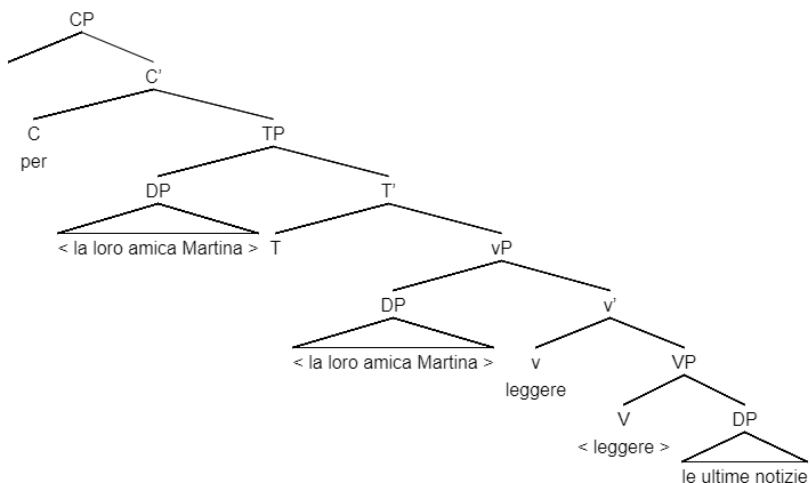 CP
C'
C TP
per
DP T'
< la loro amica Martina > T vP
DP v'
< la loro amica Martina > v VP
leggere
V DP
< leggere >
le ultime notizie